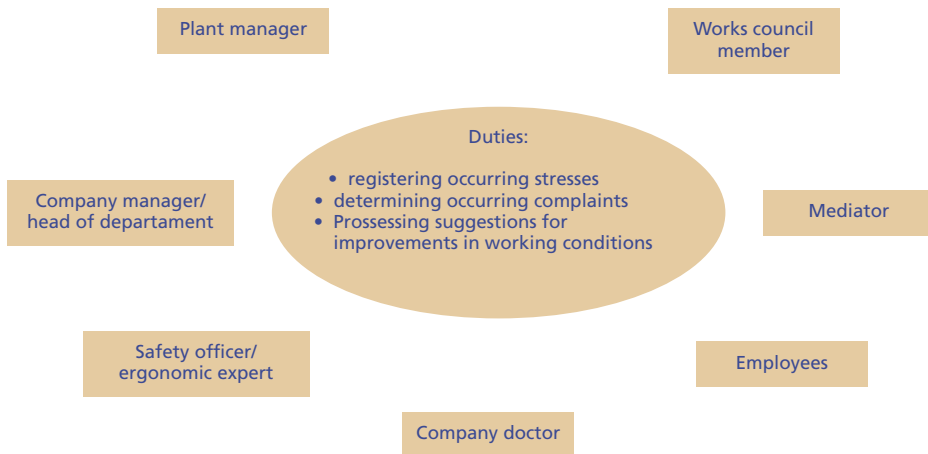 Plant manager
Works council
member
Duties:
• registering occurring stresses
• determining occurring complaints
• Prossessing suggestions for
improvements in working conditions
Company manager/
head of departament
Mediator
Safety officer/
ergonomic expert
Employees
Company doctor